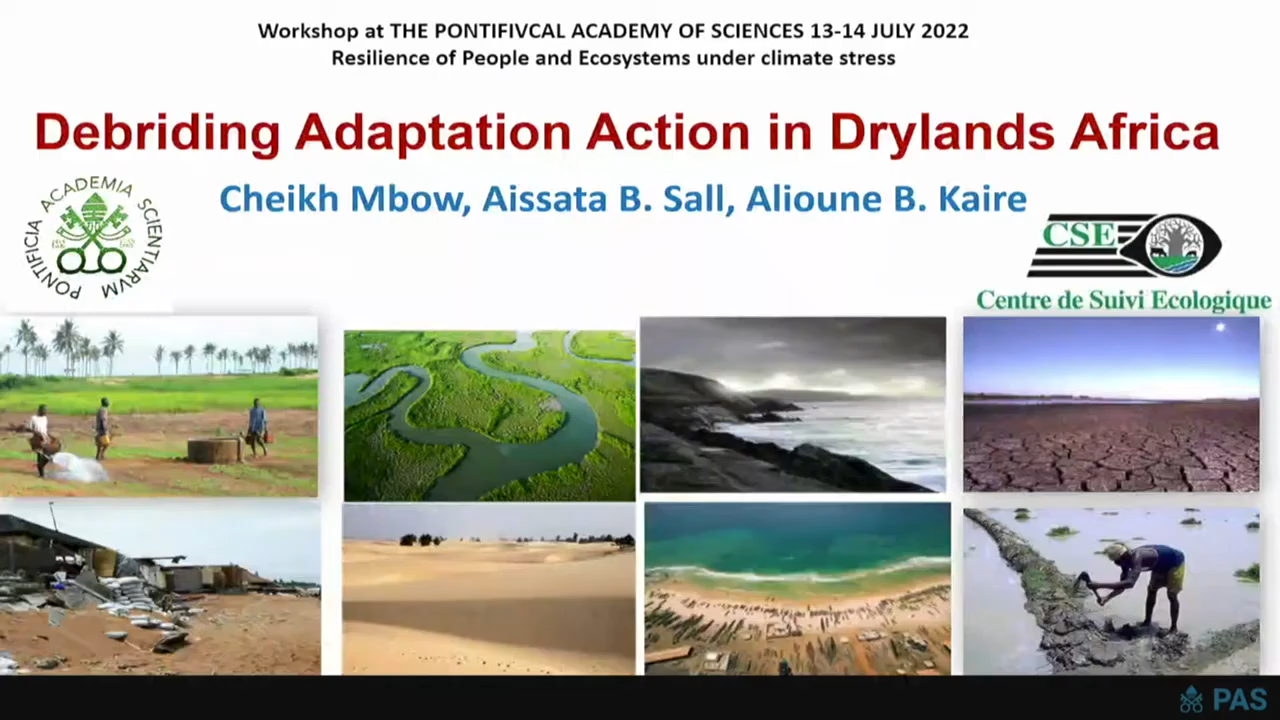 Workshop at THE PONTIFIVCAL ACADEMY OF SCIENCES 13-14 JULY 2022
Resilience of People and Ecosystems under climate stress
Debriding Adaptation Action in Drylands Africa
Cheikh Mbow, Aissata B. Sall, Alioune B. Kaire
PONTIFICIA ACADEMIA SCIENTIARVM
CSE
Centre de Suivi Ecologique
PAS